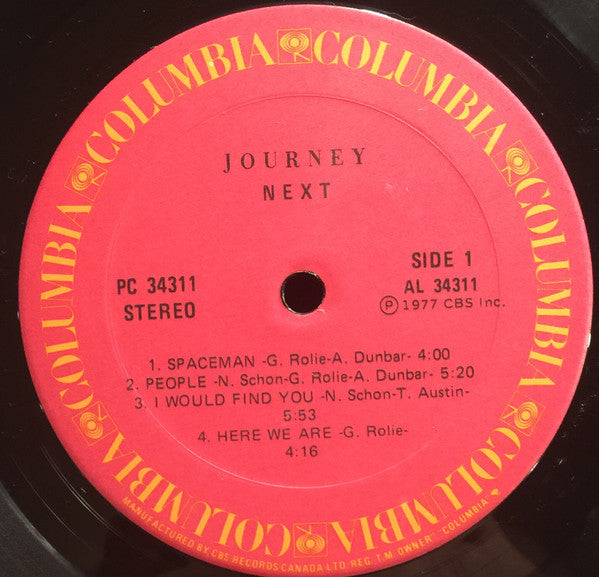 COLUMBIA COLUMBIA COLUMBIA COLUMBIA COLUMBIA COLUMBIA
JOURNEY
NEXT
PC 34311
STEREO
SIDE 1
AL 34311
Ⓟ 1977 CBS Inc.
1. SPACEMAN -G. Rolie-A. Dunbar- 4:00
2. PEOPLE -N. Schon-G. Rolie-A. Dunbar- 5:20
3. I WOULD FIND YOU -N. Schon-T. Austin-
5:53
4. HERE WE ARE -G. Rolie-
4:16
MANUFACTURED BY CBS RECORDS CANADA LTD. REG. T.M. OWNER COLUMBIA